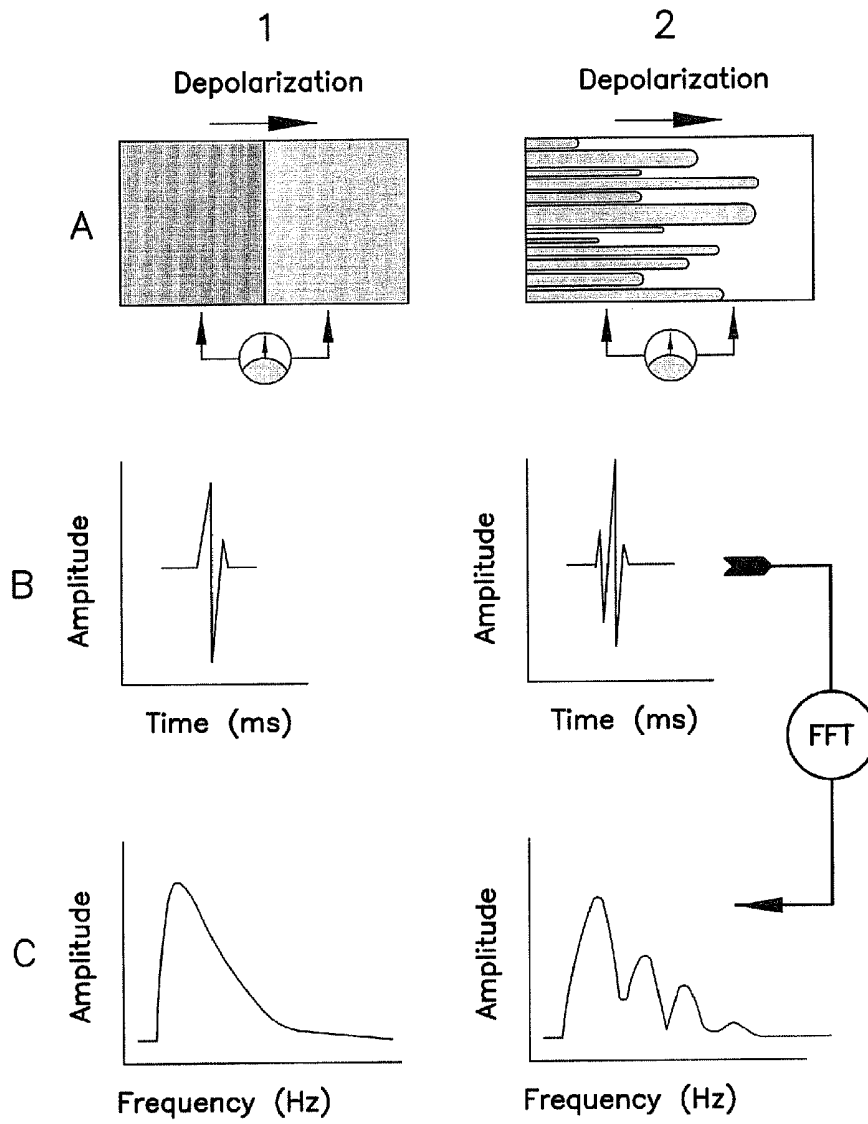 1
2
Depolarization
Depolarization
A
B
Amplitude
Time (ms)
Amplitude
Time (ms)
FFT
C
Amplitude
Frequency (Hz)
Amplitude
Frequency (Hz)